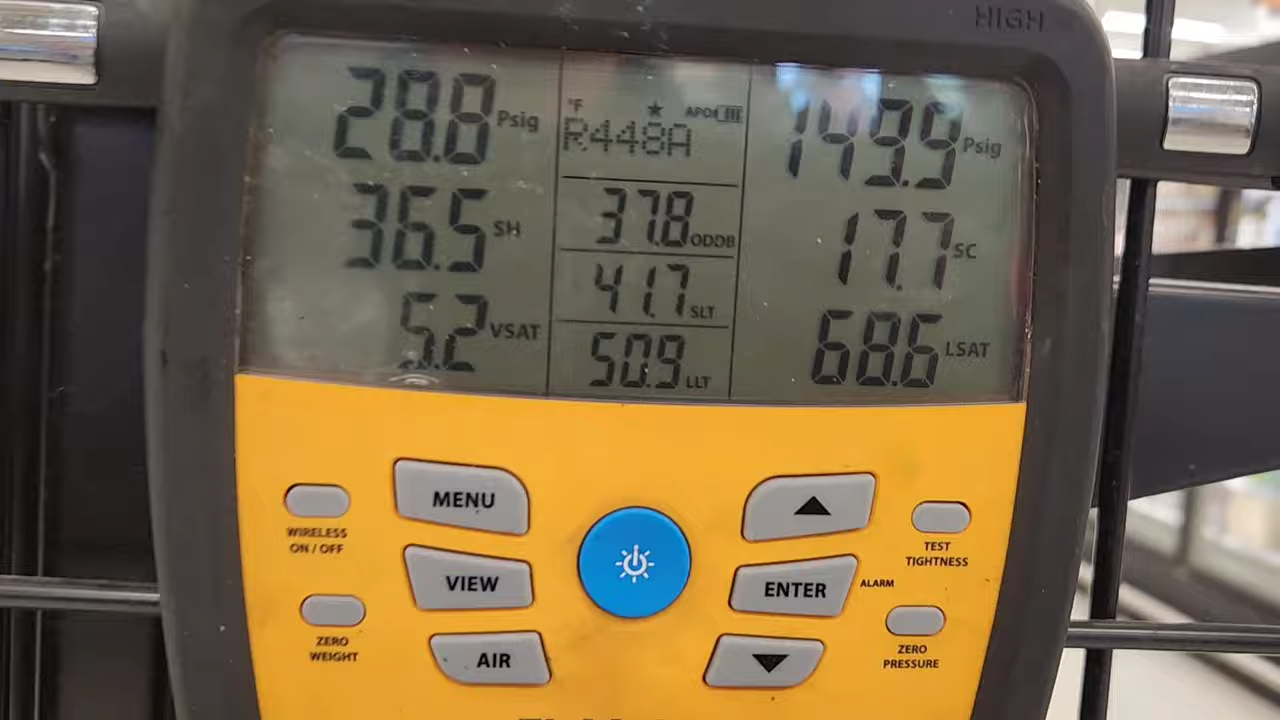 HIGH
28.8 Psig
36.5 SH
5.2 VSAT
°F ★ APO
R448A
37.8 ODDB
41.7 SLT
50.9 LLT
149.9 Psig
17.7 SC
68.6 LSAT
MENU
VIEW
AIR
WIRELESS
ON / OFF
ZERO
WEIGHT
ENTER
ALARM
TEST
TIGHTNESS
ZERO
PRESSURE